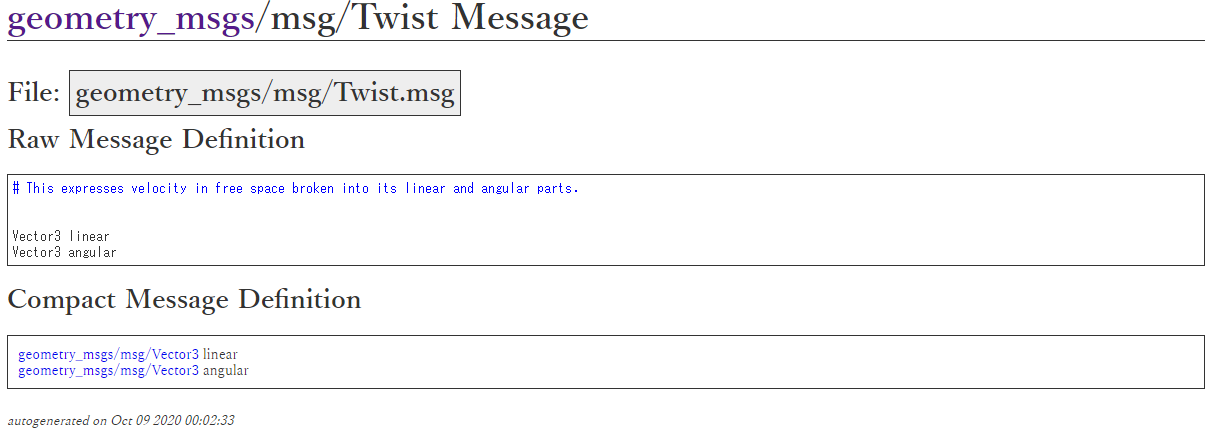 geometry_msgs/msg/Twist Message
File: geometry_msgs/msg/Twist.msg
Raw Message Definition
# This expresses velocity in free space broken into its linear and angular parts.
Vector3 linear
Vector3 angular
Compact Message Definition
geometry_msgs/msg/Vector3 linear
geometry_msgs/msg/Vector3 angular
autogenerated on Oct 09 2020 00:02:33